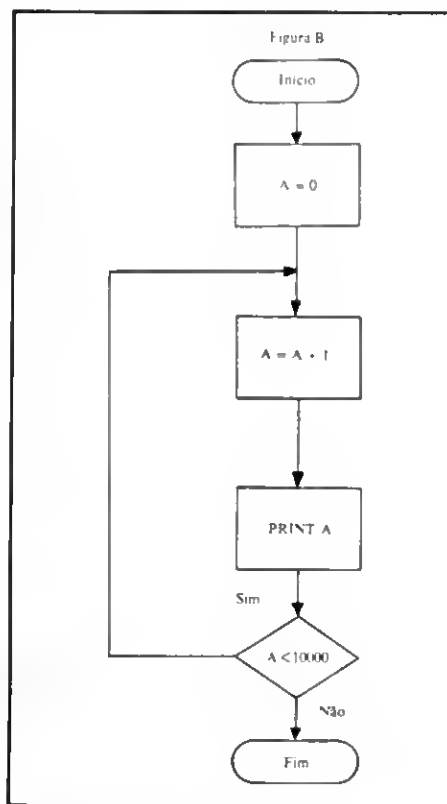 Figura B
Início
A = 0
A = A + 1
PRINT A
Sim
A < 10000
Não
Fim